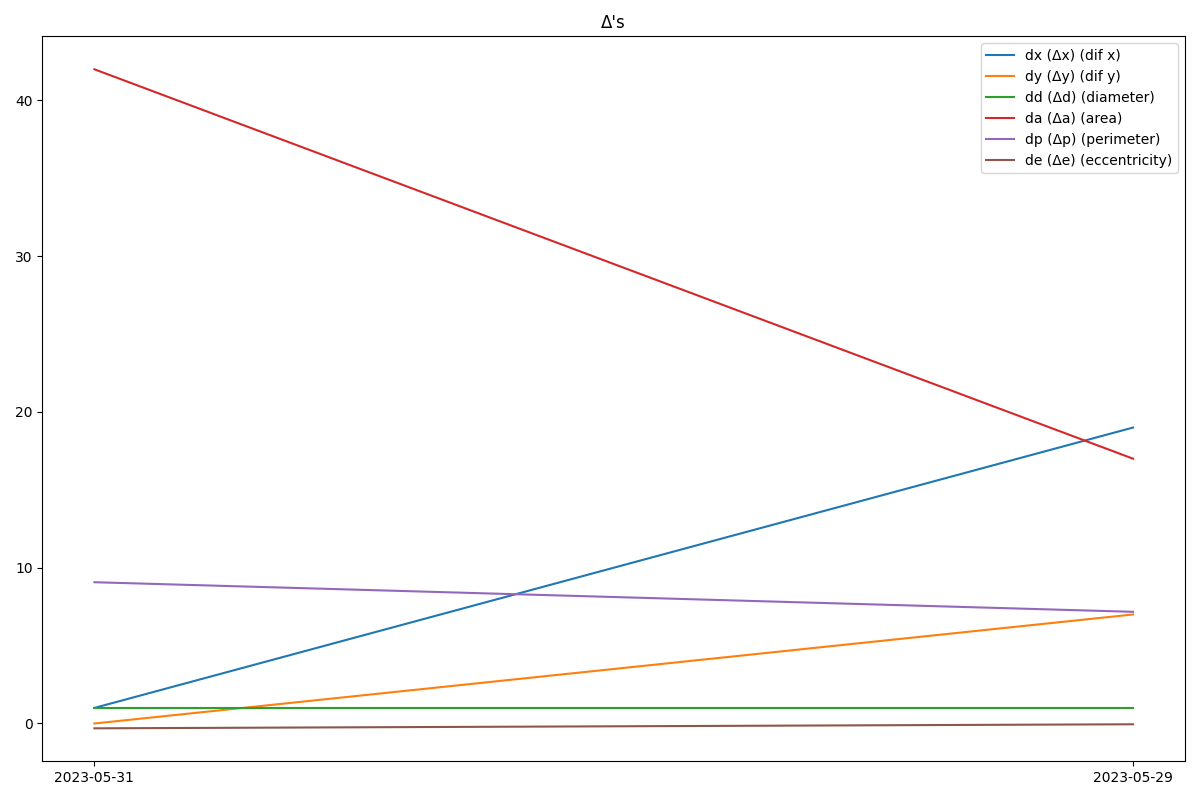 Δ's
dx (Δx) (dif x)
dy (Δy) (dif y)
dd (Δd) (diameter)
da (Δa) (area)
dp (Δp) (perimeter)
de (Δe) (eccentricity)
40
30
20
10
0
2023-05-31
2023-05-29